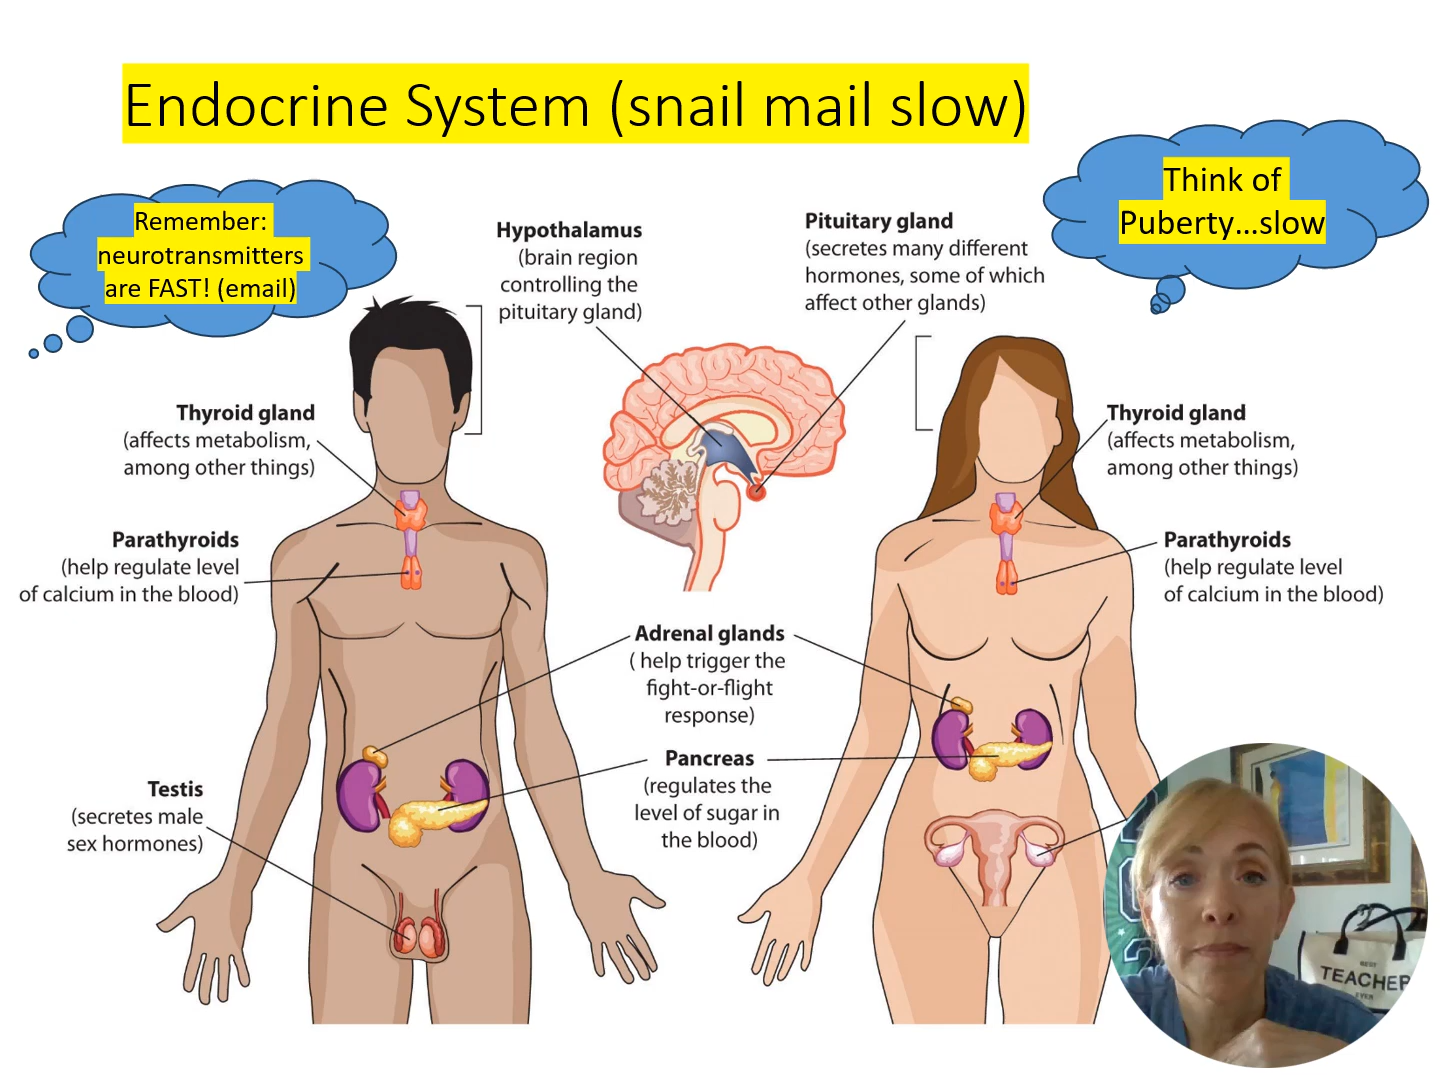 Endocrine System (snail mail slow)
Remember:
neurotransmitters
are FAST! (email)
Think of
Puberty...slow
Hypothalamus
(brain region
controlling the
pituitary gland)
Pituitary gland
(secretes many different
hormones, some of which
affect other glands)
Thyroid gland
(affects metabolism,
among other things)
Thyroid gland
(affects metabolism,
among other things)
Parathyroids
(help regulate level
of calcium in the blood)
Parathyroids
(help regulate level
of calcium in the blood)
Adrenal glands
( help trigger the
fight-or-flight
response)
Pancreas
(regulates the
level of sugar in
the blood)
Testis
(secretes male
sex hormones)
BEST
TEACHER
EVER